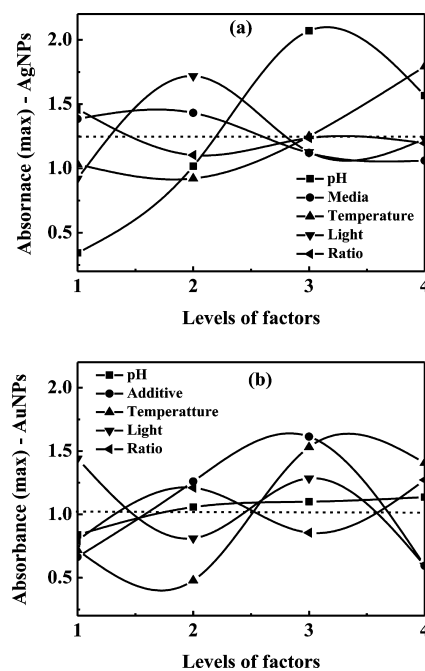 (a)
Absornace (max) - AgNPs
2.0
1.5
1.0
0.5
pH
Media
Temperature
Light
Ratio
1 2 3 4
Levels of factors
(b)
Absorbance (max) - AuNPs
2.0
1.5
1.0
0.5
pH
Additive
Temperatture
Light
Ratio
1 2 3 4
Levels of factors